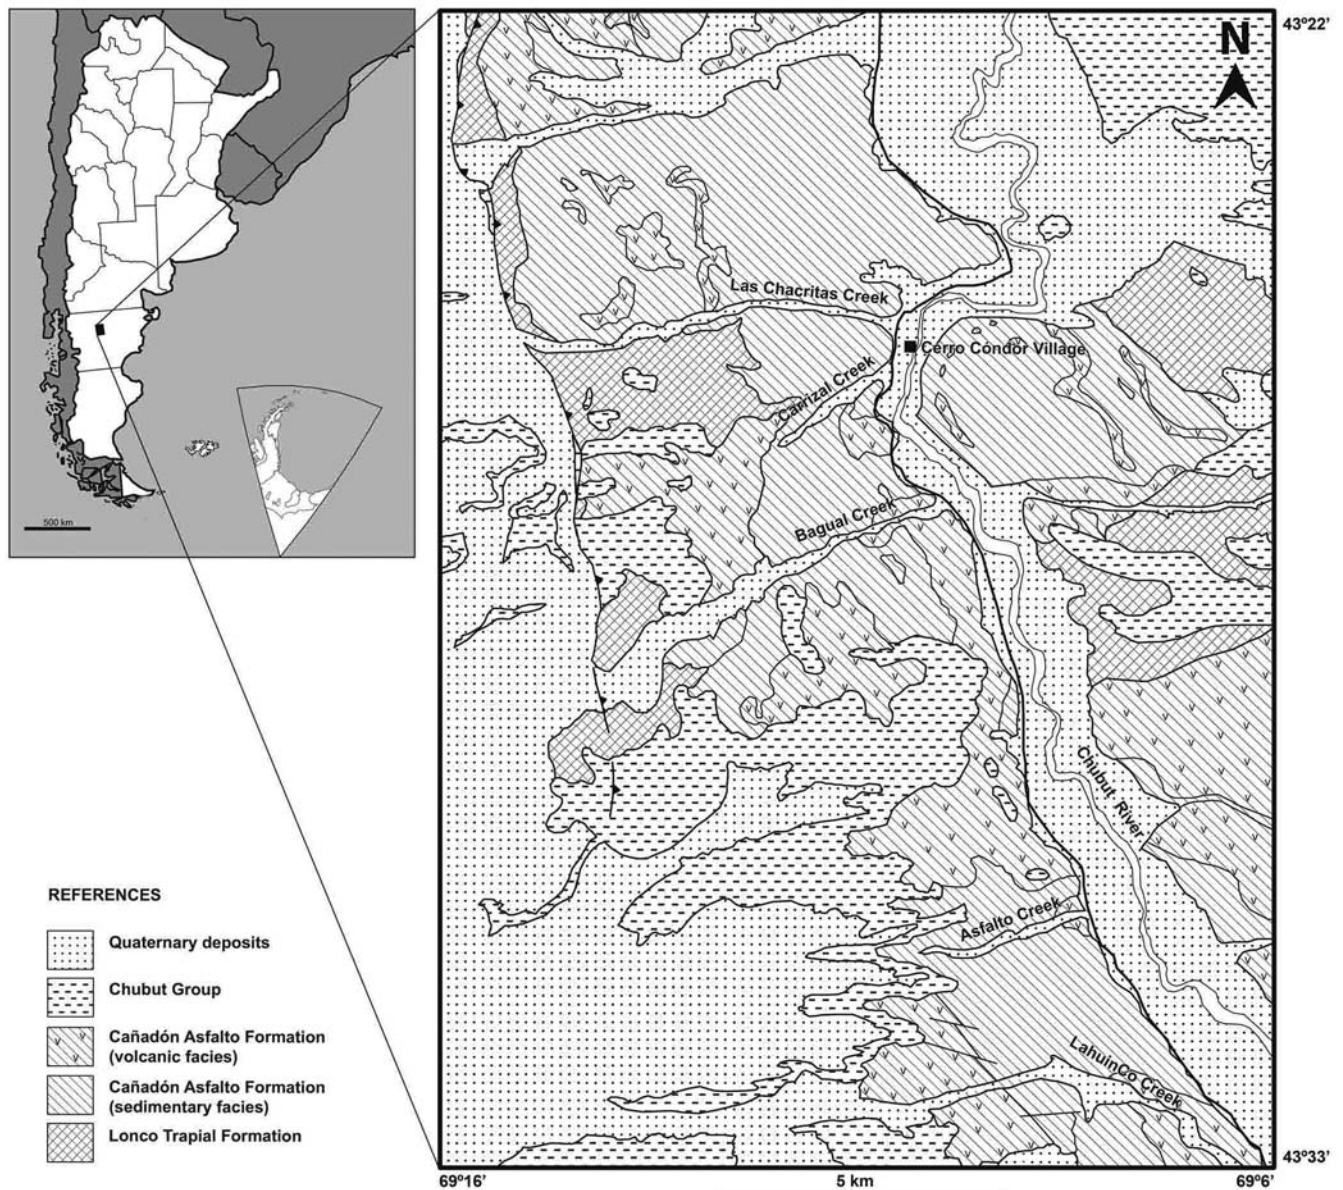 43º22'
N
Las Chacritas Creek
Cerro Cóndor Village
Carrizal Creek
Bagual Creek
500 km
Chubut River
REFERENCES
Quaternary deposits
Chubut Group
Cañadón Asfalto Formation
(volcanic facies)
Cañadón Asfalto Formation
(sedimentary facies)
Lonco Trapial Formation
Asfalto Creek
LahuinCo Creek
43º33'
69º16'
5 km
69º6'